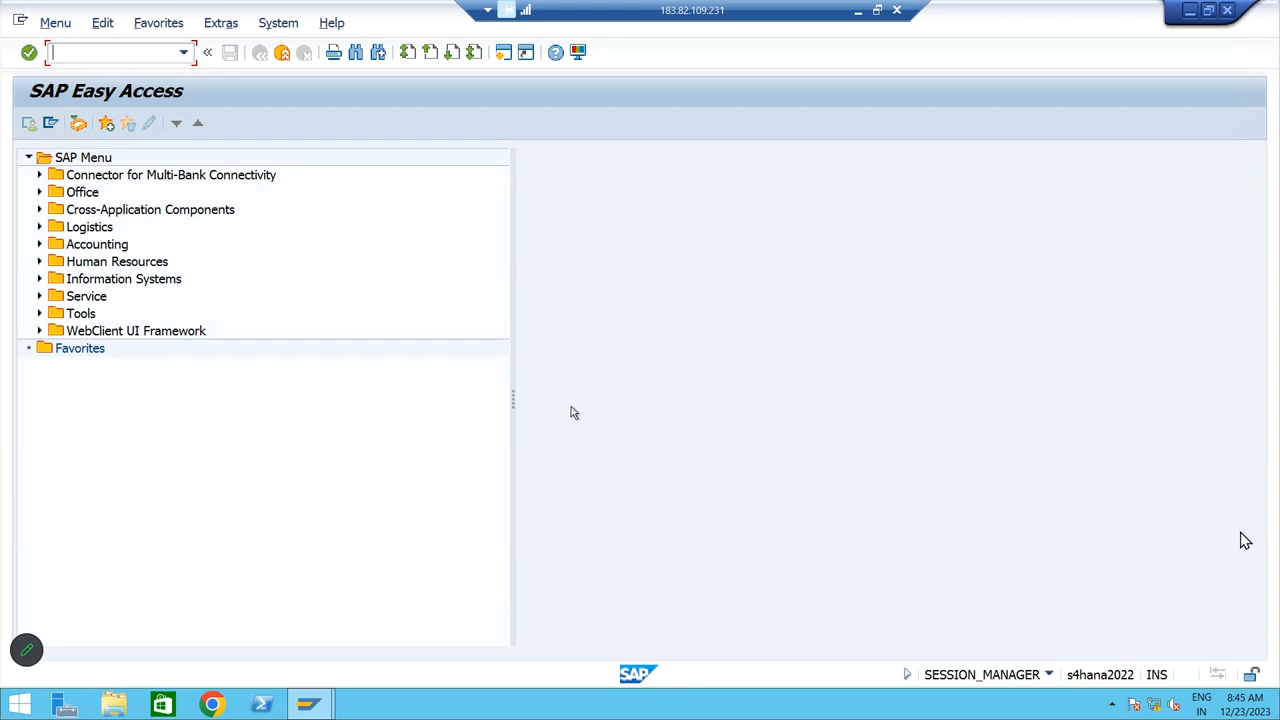 183.82.109.231
Menu Edit Favorites Extras System Help
SAP Easy Access
SAP Menu
Connector for Multi-Bank Connectivity
Office
Cross-Application Components
Logistics
Accounting
Human Resources
Information Systems
Service
Tools
WebClient UI Framework
Favorites
SAP SESSION_MANAGER s4hana2022 INS
ENG 8:45 AM
IN 12/23/2023